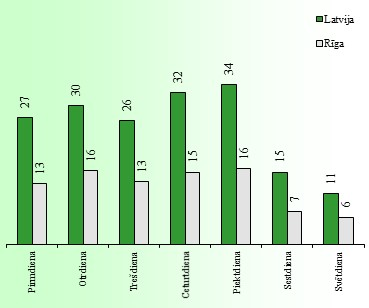 Latvija
Rīga
27
13
30
16
26
13
32
15
34
16
15
7
11
6
Pirmdiena
Otrdiena
Trešdiena
Ceturtdiena
Piektdiena
Sestdiena
Svētdiena